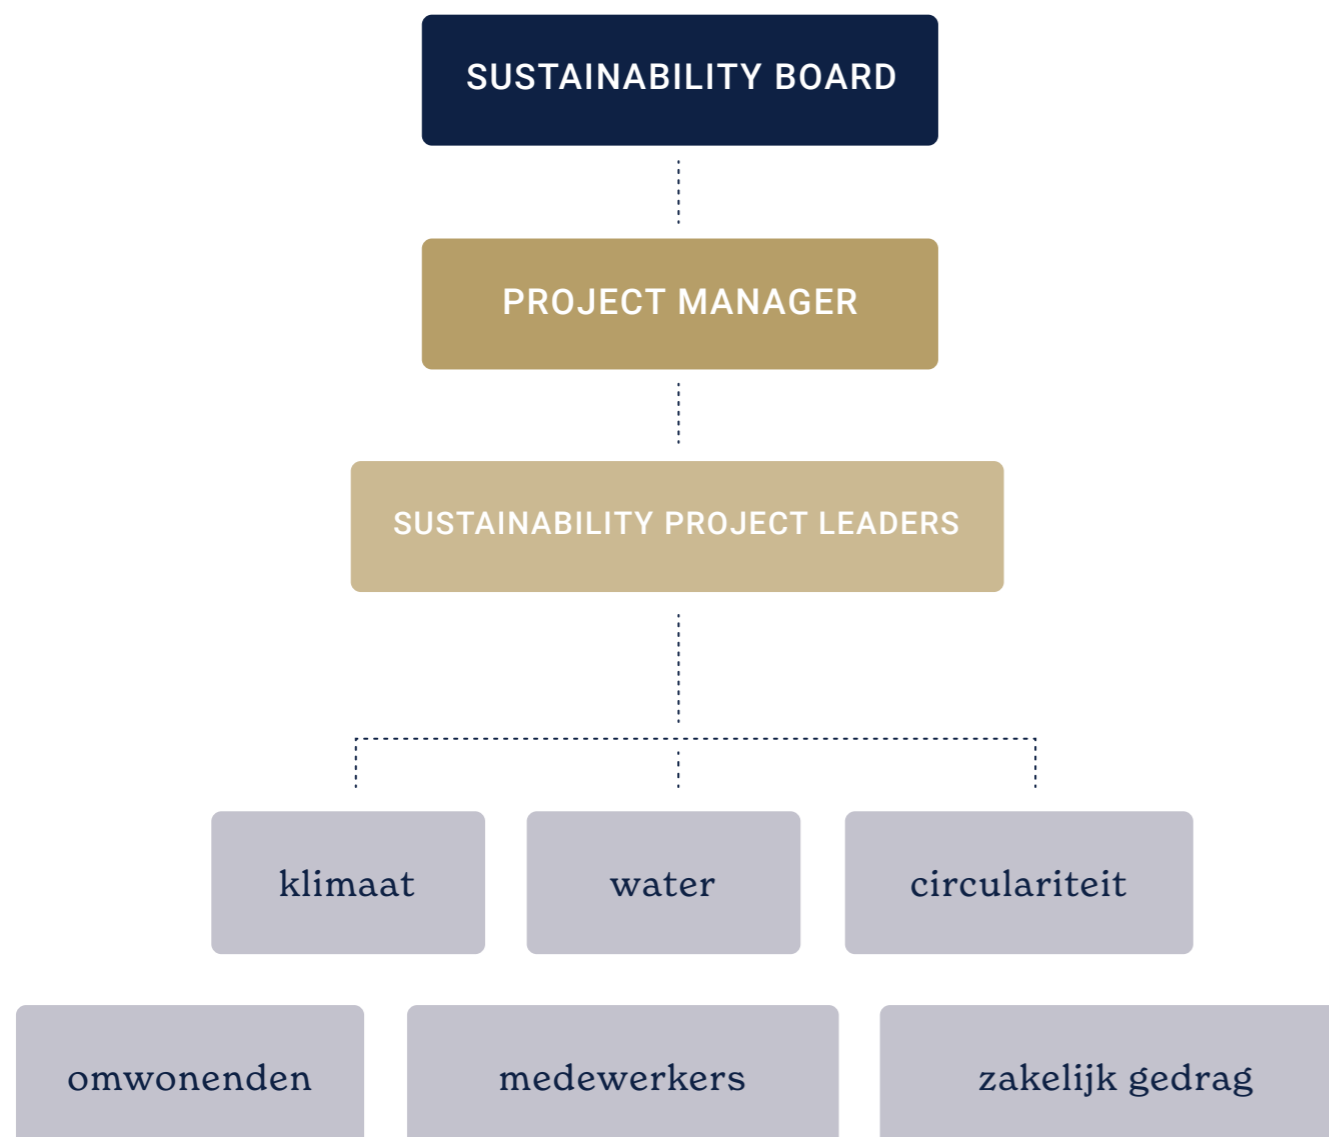 SUSTAINABILITY BOARD
PROJECT MANAGER
SUSTAINABILITY PROJECT LEADERS
klimaat
water
circulariteit
omwonenden
medewerkers
zakelijk gedrag